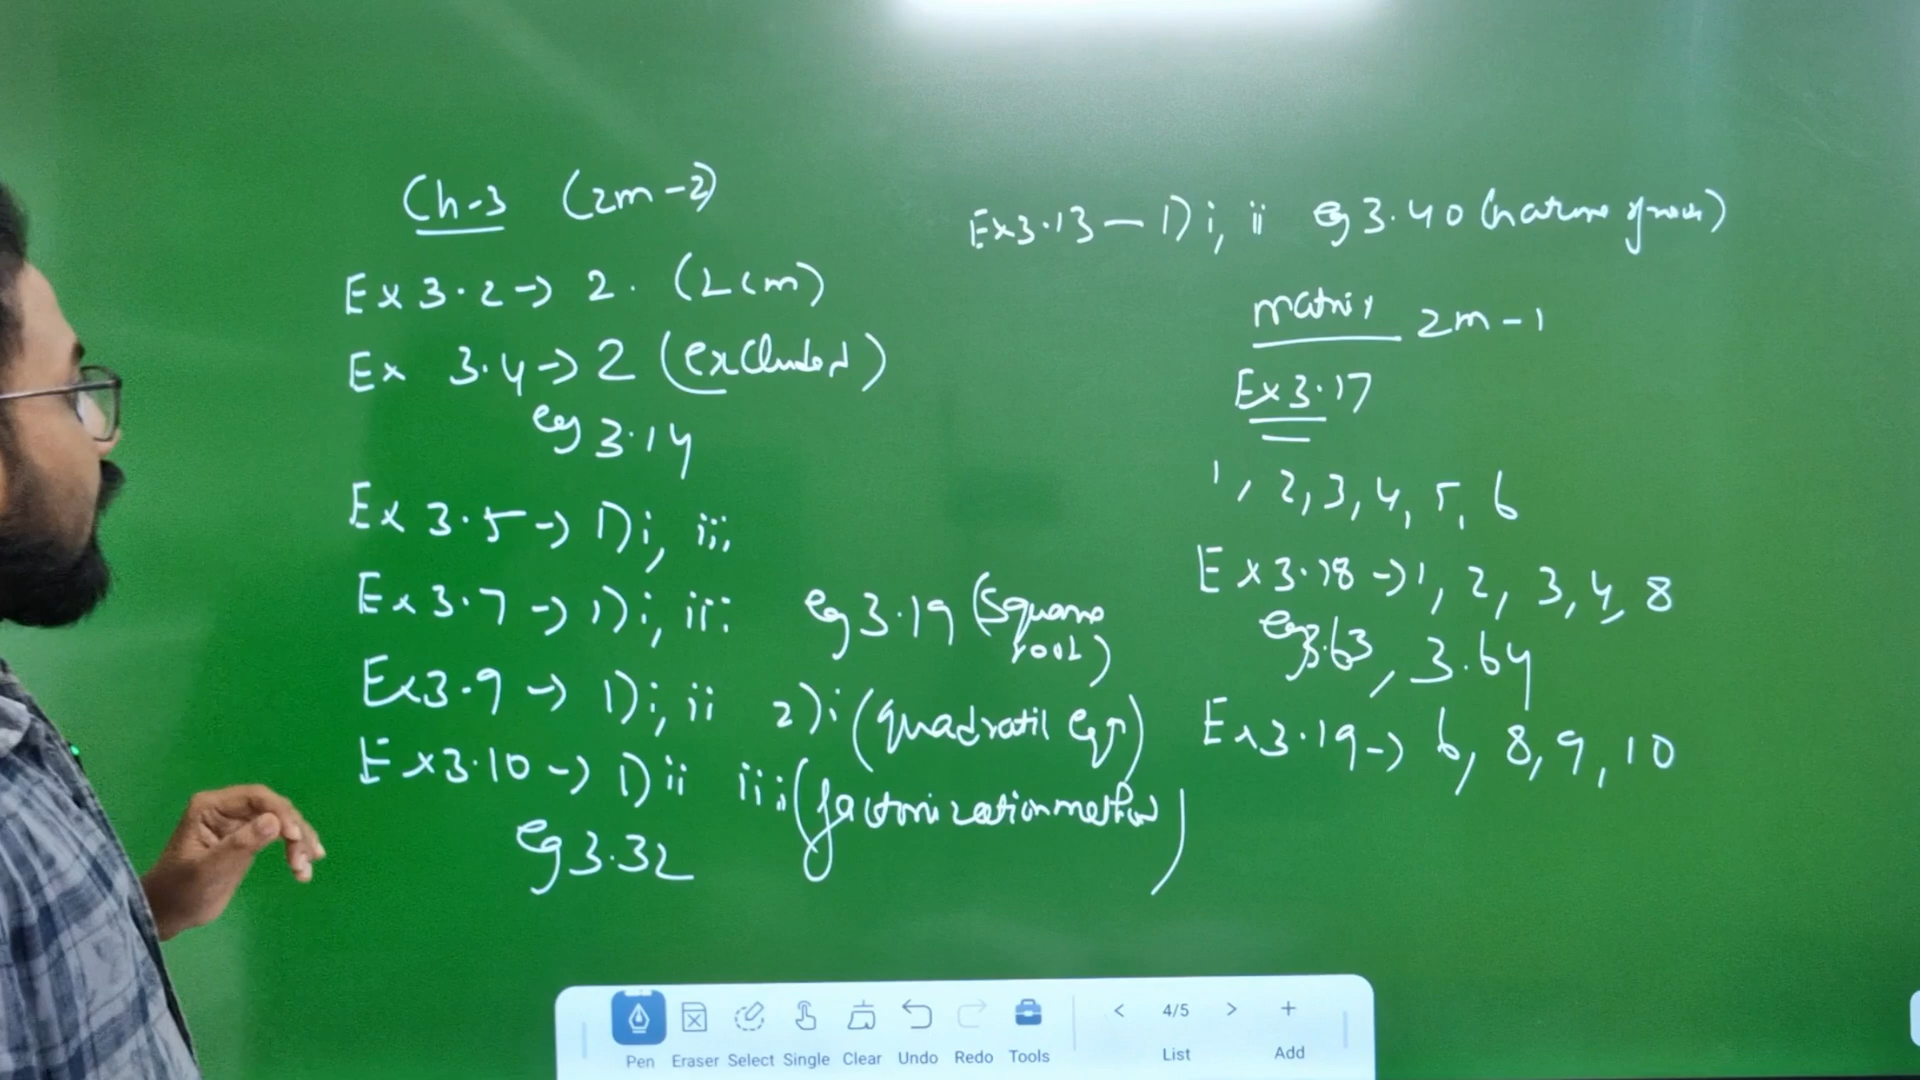 Ch-3 (2m-2)
Ex 3.2 → 2. (Lcm)
Ex 3.4 → 2 (excluded)
eg 3.14
Ex 3.5 → 1) i, iii
Ex 3.7 → 1) i, iii eg 3.19 (Square root)
Ex 3.9 → 1) i, ii 2) i (quadratic eqn)
Ex 3.10 → 1) ii iii (factorization method)
eg 3.32
Ex 3.13 – 1) i, ii eg 3.40 (nature of roots)
matrix 2m-1
Ex 3.17
1, 2, 3, 4, 5, 6
Ex 3.18 → 1, 2, 3, 4, 8
eg 3.63, 3.64
Ex 3.19 → 6, 8, 9, 10
< 4/5 > +
Pen Eraser Select Single Clear Undo Redo Tools List Add